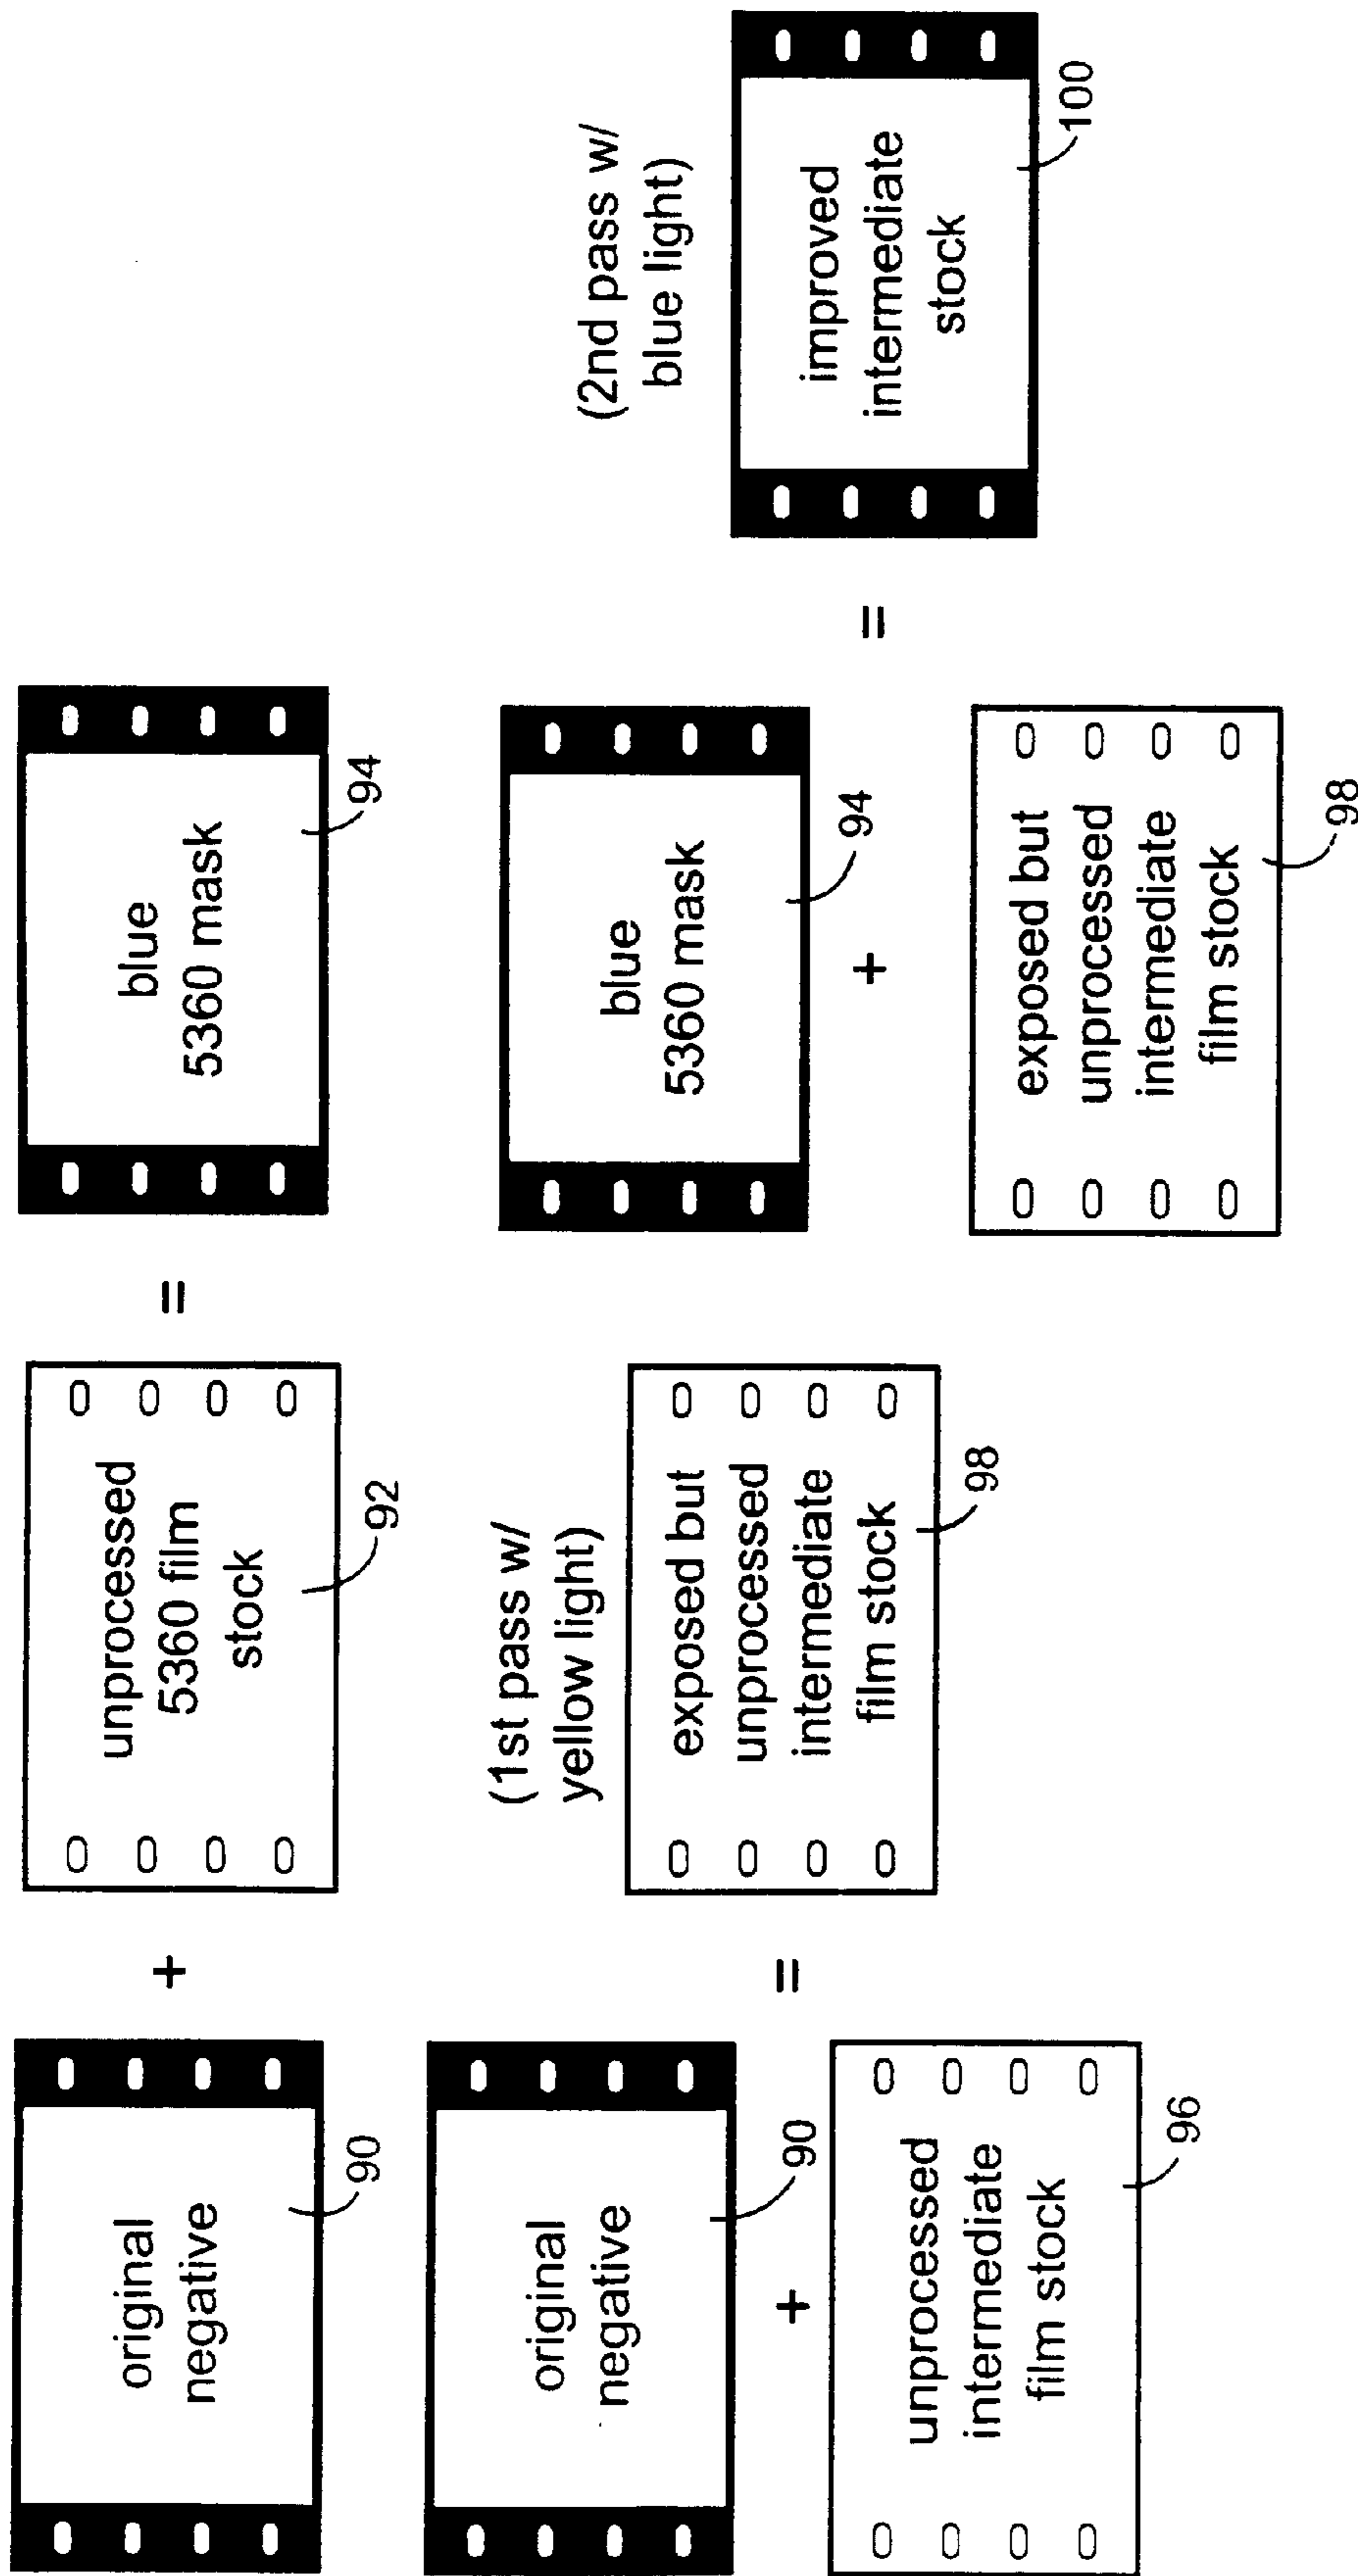 original
negative
90
+
unprocessed
5360 film
stock
92
=
blue
5360 mask
94
original
negative
90
+
unprocessed
intermediate
film stock
96
=
(1st pass w/
yellow light)
exposed but
unprocessed
intermediate
film stock
98
blue
5360 mask
94
+
exposed but
unprocessed
intermediate
film stock
98
=
(2nd pass w/
blue light)
improved
intermediate
stock
100